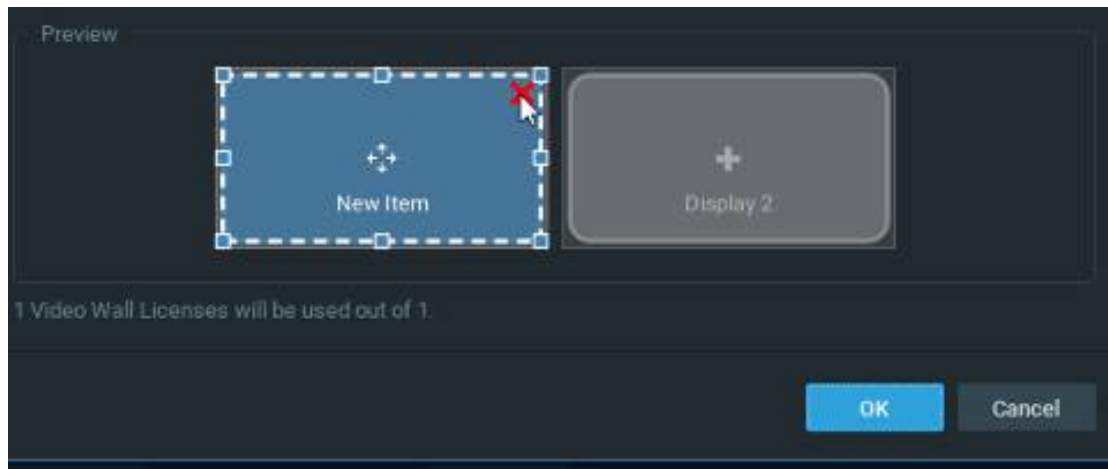 Preview
New Item
Display 2
1 Video Wall Licenses will be used out of 1.
OK
Cancel